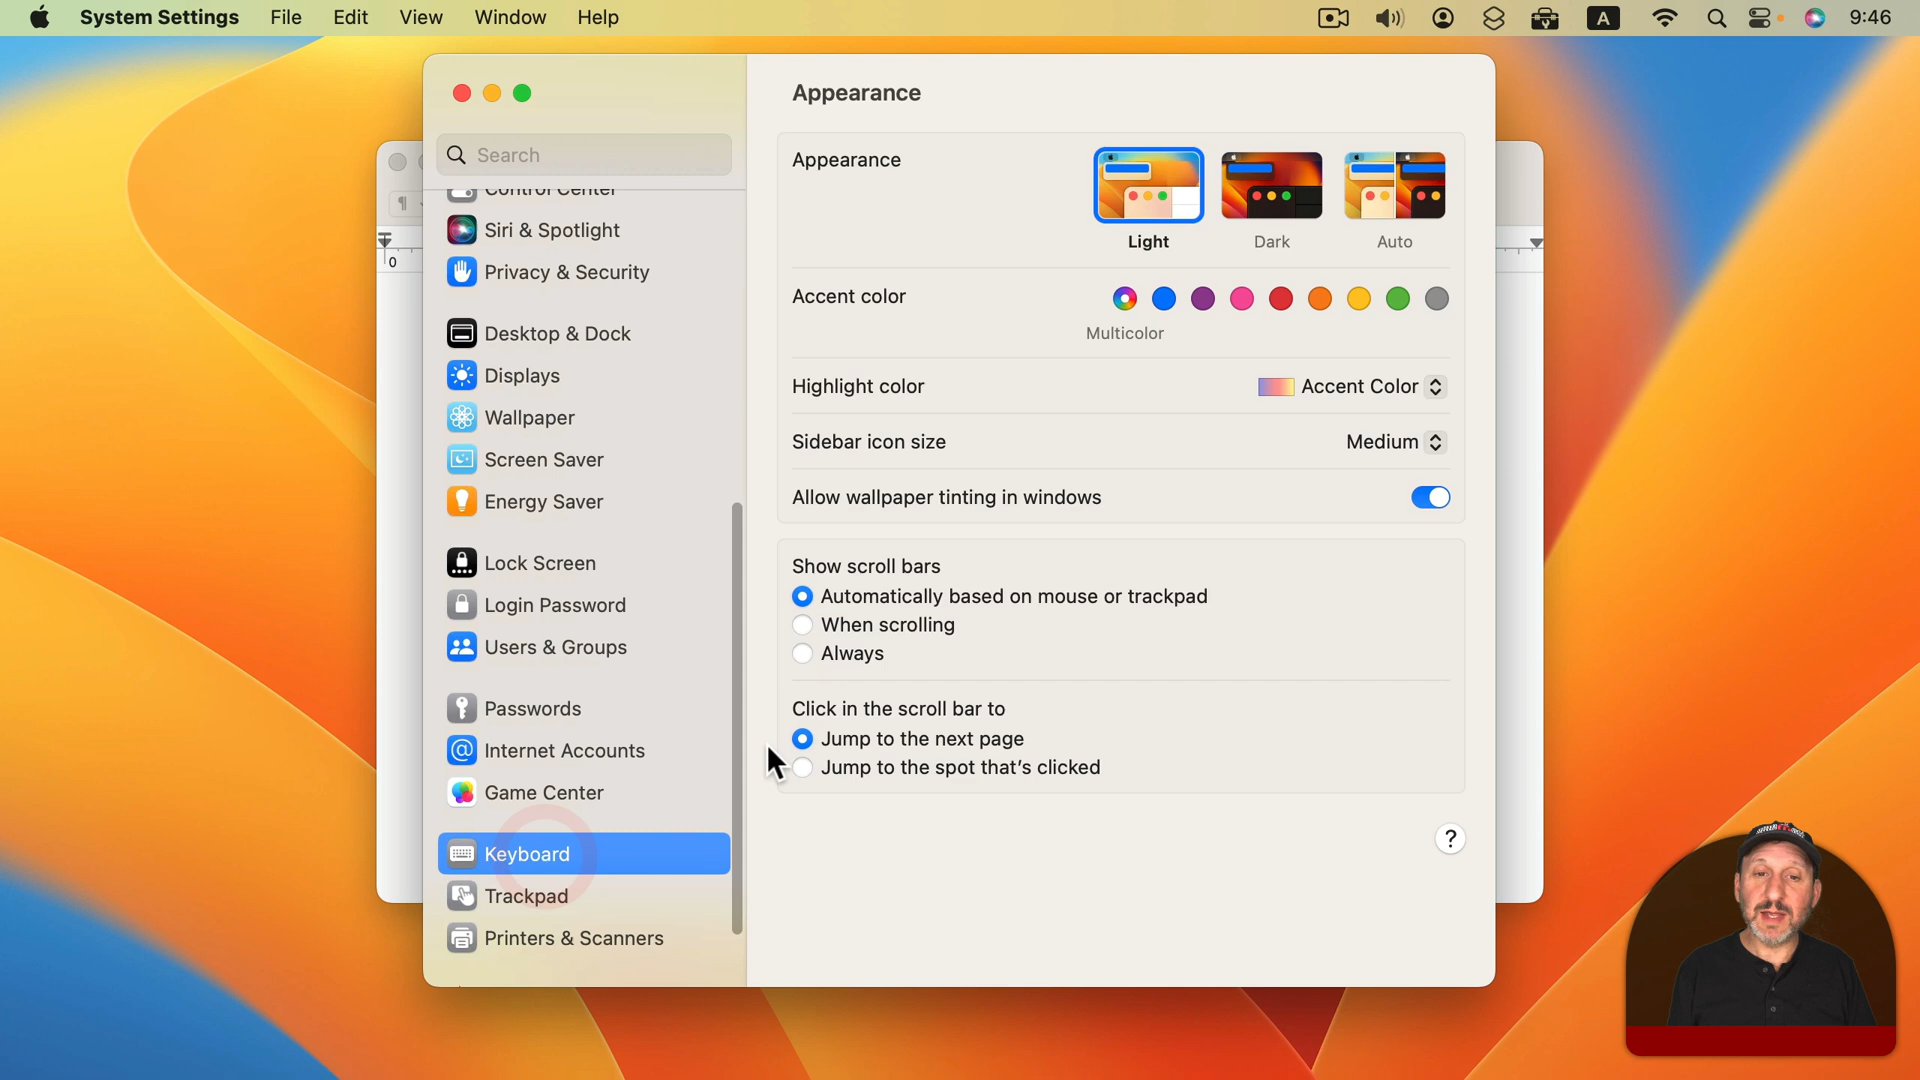 System Settings File Edit View Window Help
A 9:46
Appearance
Search
Control Center
Siri & Spotlight
Privacy & Security
Desktop & Dock
Displays
Wallpaper
Screen Saver
Energy Saver
Lock Screen
Login Password
Users & Groups
Passwords
Internet Accounts
Game Center
Keyboard
Trackpad
Printers & Scanners
¶
0
Appearance
Light Dark Auto
Accent color
Multicolor
Highlight color Accent Color
Sidebar icon size Medium
Allow wallpaper tinting in windows
Show scroll bars
Automatically based on mouse or trackpad
When scrolling
Always
Click in the scroll bar to
Jump to the next page
Jump to the spot that’s clicked
?